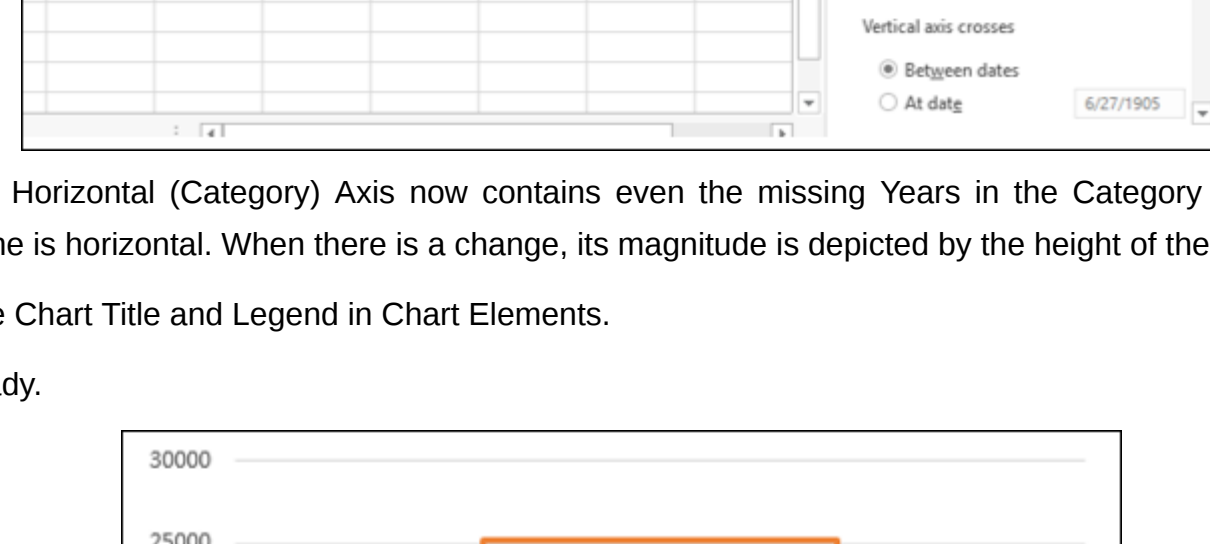 Vertical axis crosses
Between dates
At date 6/27/1905
Horizontal (Category) Axis now contains even the missing Years in the Category
is horizontal. When there is a change, its magnitude is depicted by the height of the
Chart Title and Legend in Chart Elements.
30000
25000